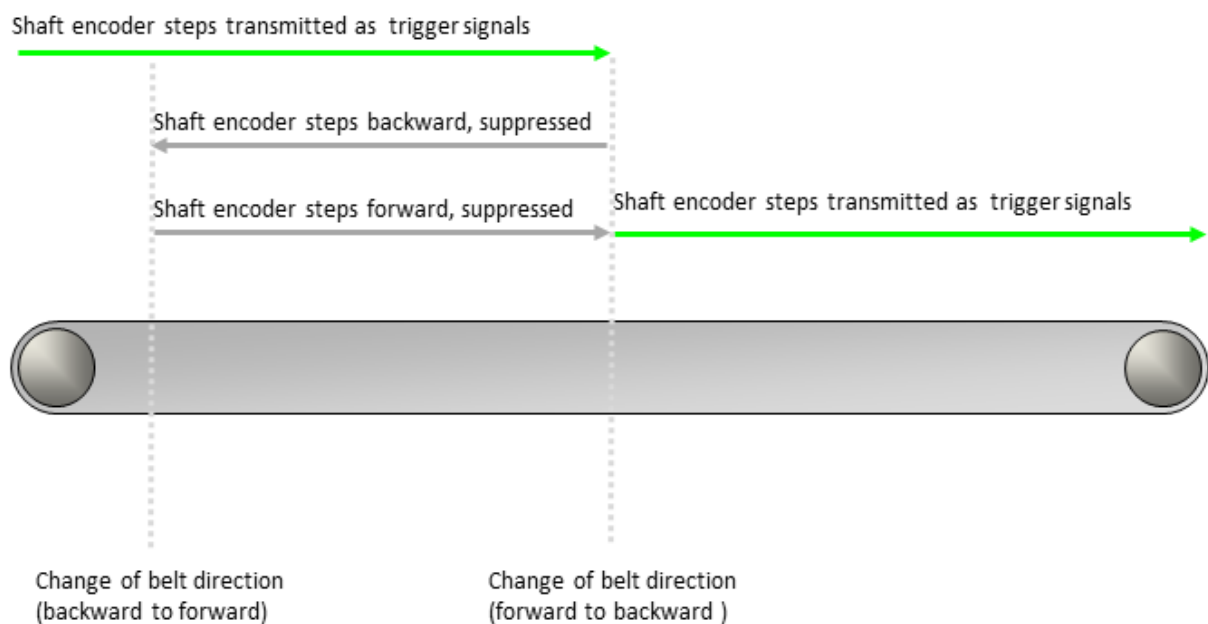 Shaft encoder steps transmitted as trigger signals
Shaft encoder steps backward, suppressed
Shaft encoder steps forward, suppressed
Shaft encoder steps transmitted as trigger signals
Change of belt direction
(backward to forward)
Change of belt direction
(forward to backward )